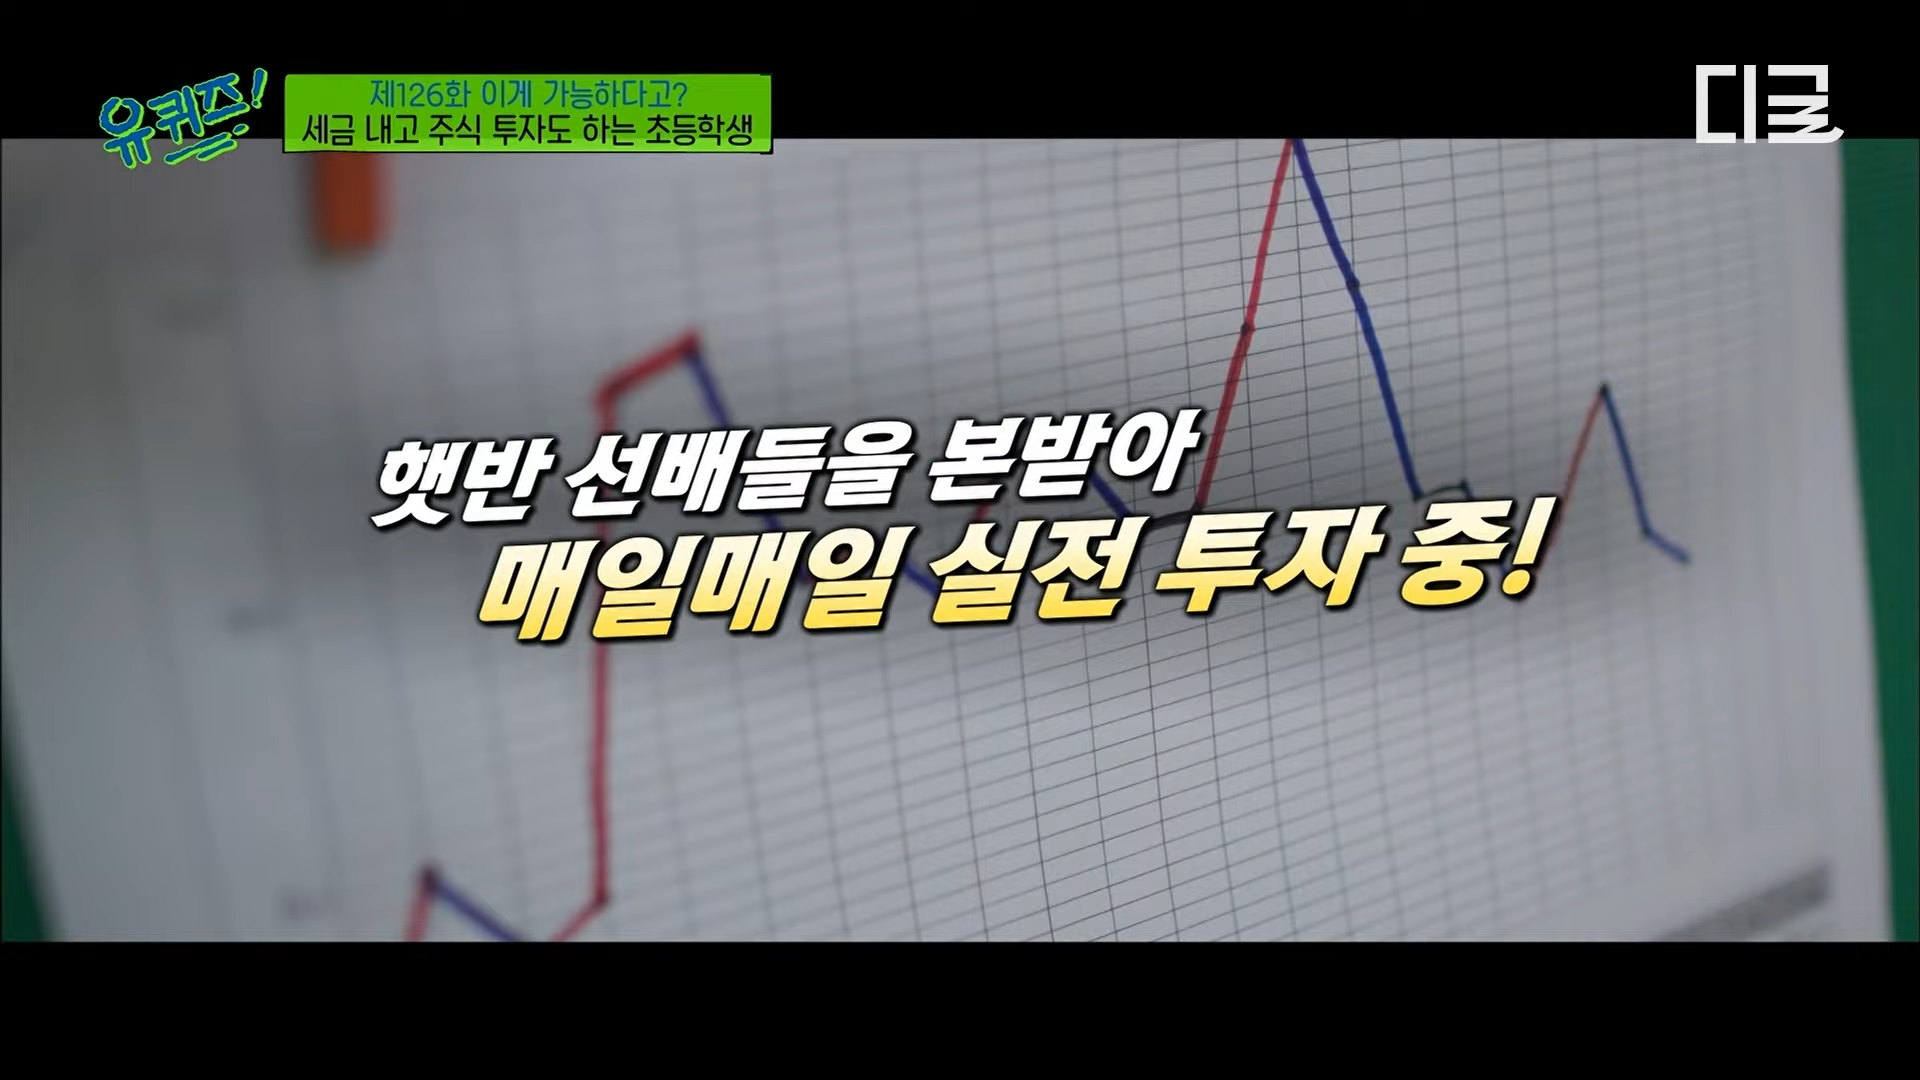 유퀴즈!
제126화 이게 가능하다고?
세금 내고 주식 투자도 하는 초등학생
디글
햇반 선배들을 본받아
매일매일 실전 투자 중!